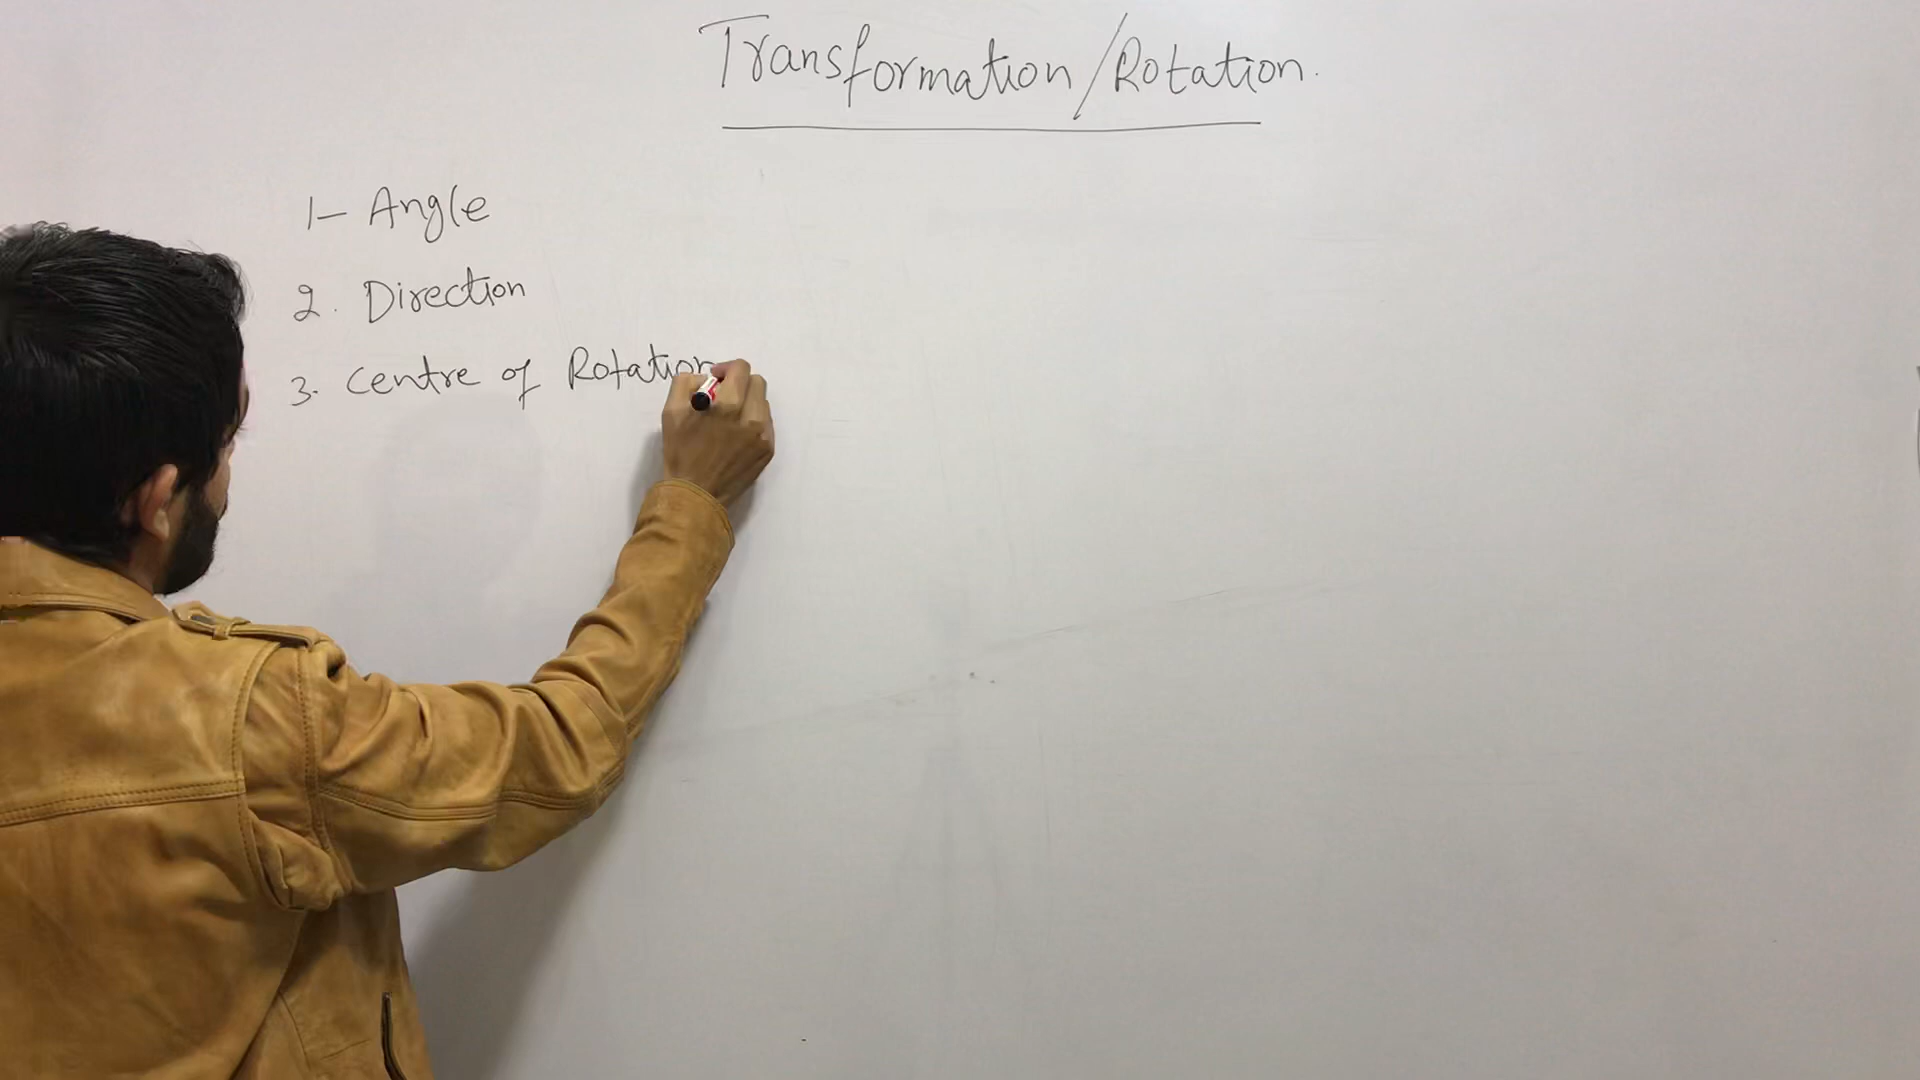 Transformation/Rotation.
1- Angle
2. Direction
3. Centre of Rotation